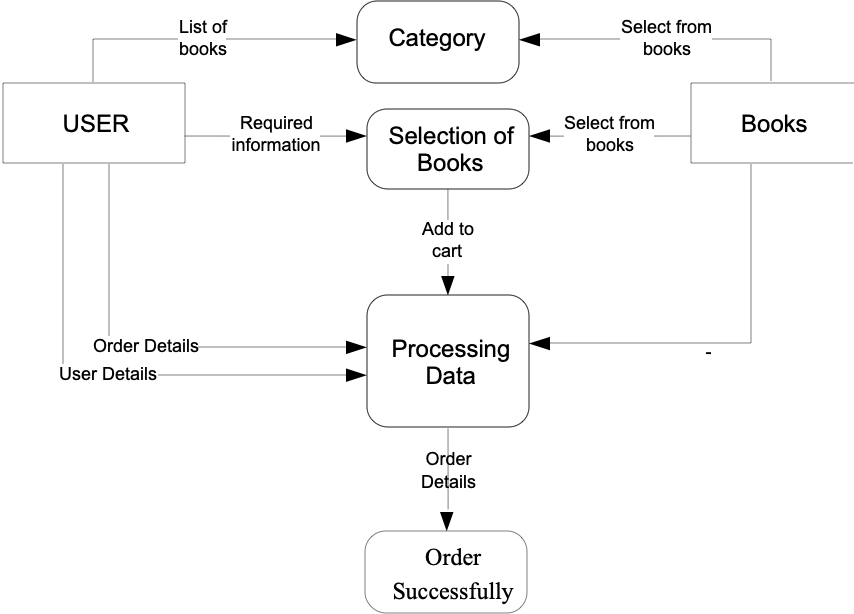 List of
books
Category
Select from
books
USER
Required
information
Selection of
Books
Select from
books
Books
Add to
cart
Order Details
User Details
Processing
Data
-
Order
Details
Order
Successfully